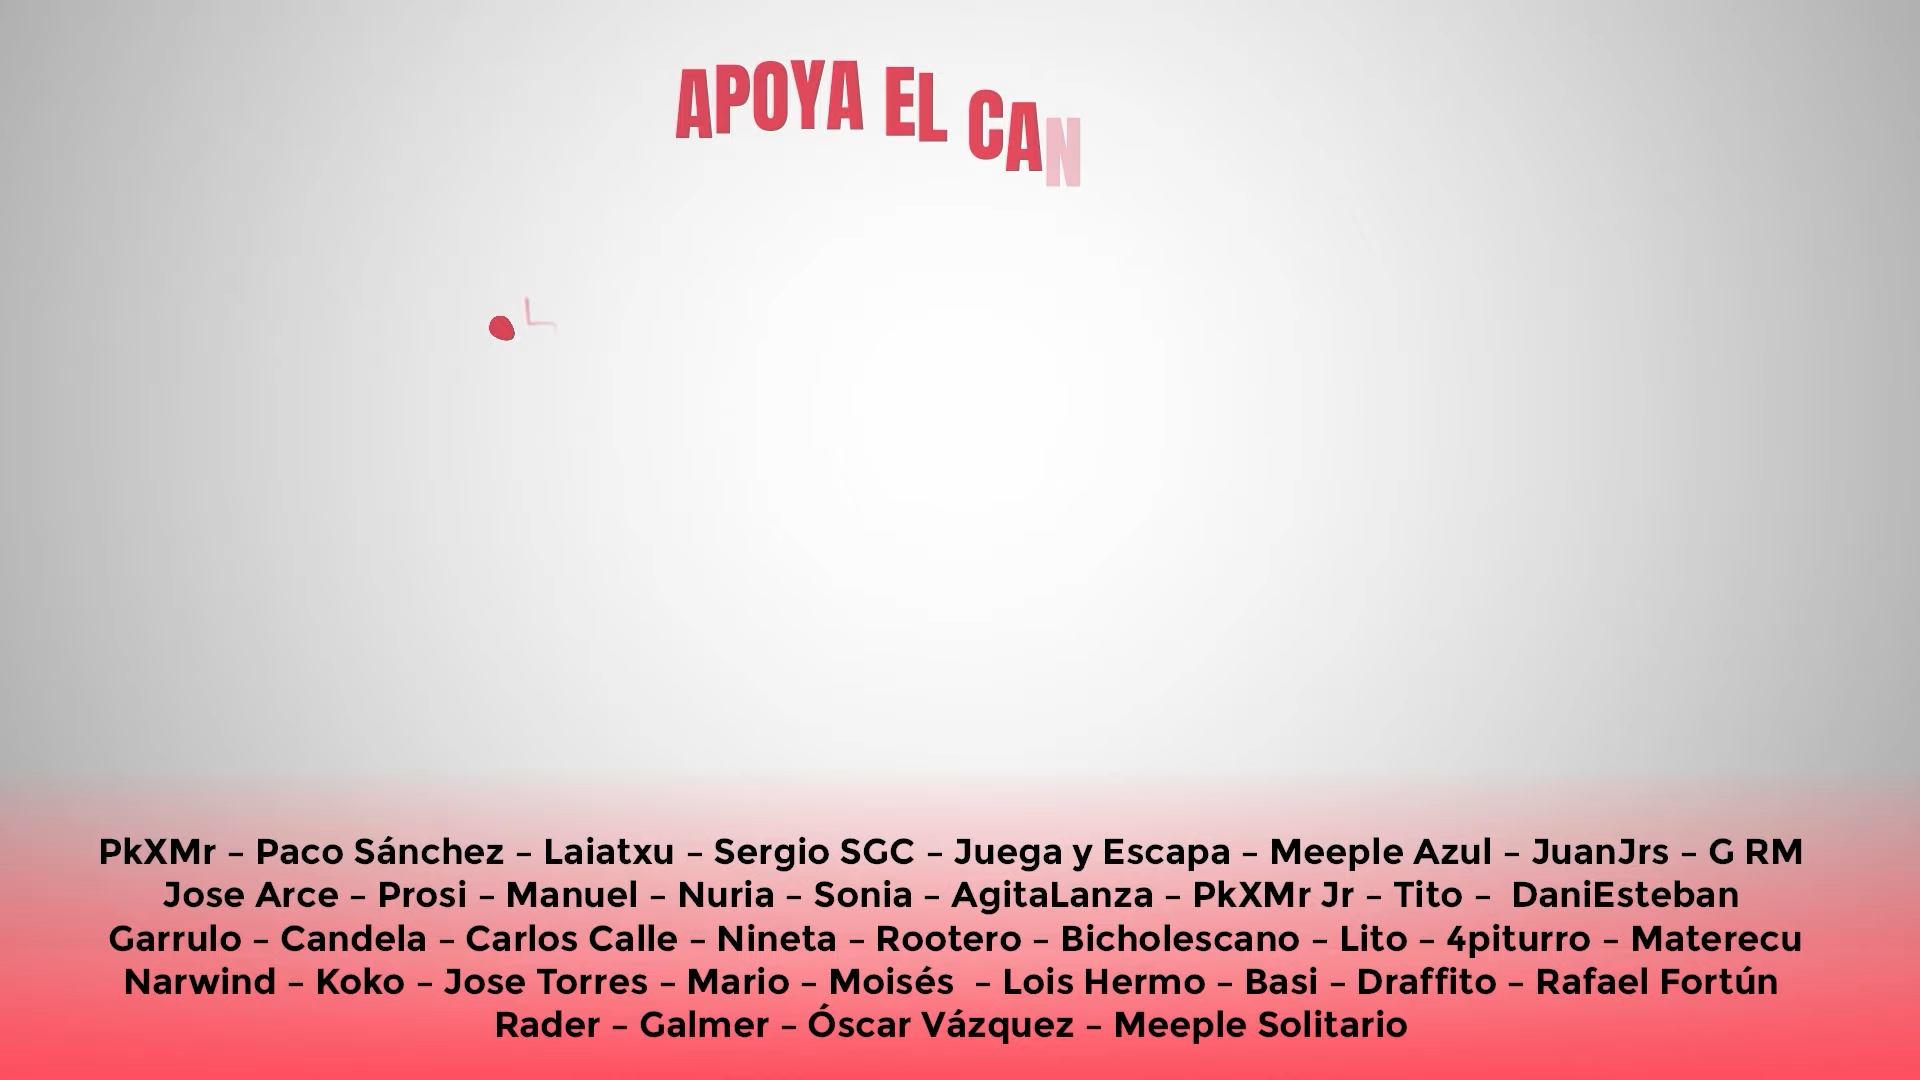 APOYA EL CAN
PkXMr – Paco Sánchez – Laiatxu – Sergio SGC – Juega y Escapa – Meeple Azul – JuanJrs – G RM
Jose Arce – Prosi – Manuel – Nuria – Sonia – AgitaLanza – PkXMr Jr – Tito – DaniEsteban
Garrulo – Candela – Carlos Calle – Nineta – Rootero – Bicholescano – Lito – 4piturro – Materecu
Narwind – Koko – Jose Torres – Mario – Moisés – Lois Hermo – Basi – Draffito – Rafael Fortún
Rader – Galmer – Óscar Vázquez – Meeple Solitario